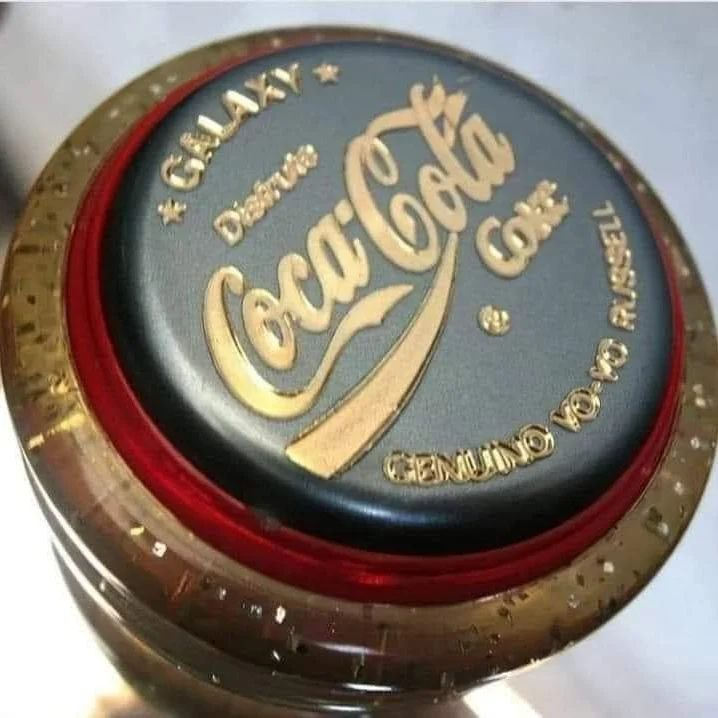 ★ GALAXY ★
Disfrute
Coca-Cola
Coke
®
GENUINO YO-YO RUSSELL